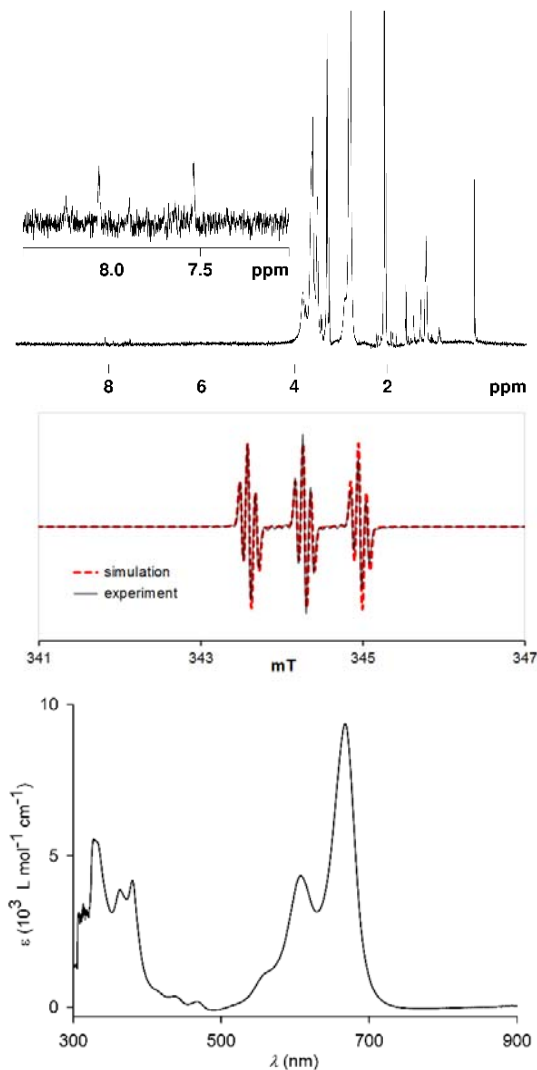 8.0 7.5 ppm
8 6 4 2 ppm
simulation
experiment
341 343 345 347
mT
10
5
0
ε (10³ L mol⁻¹ cm⁻¹)
300 500 700 900
λ (nm)